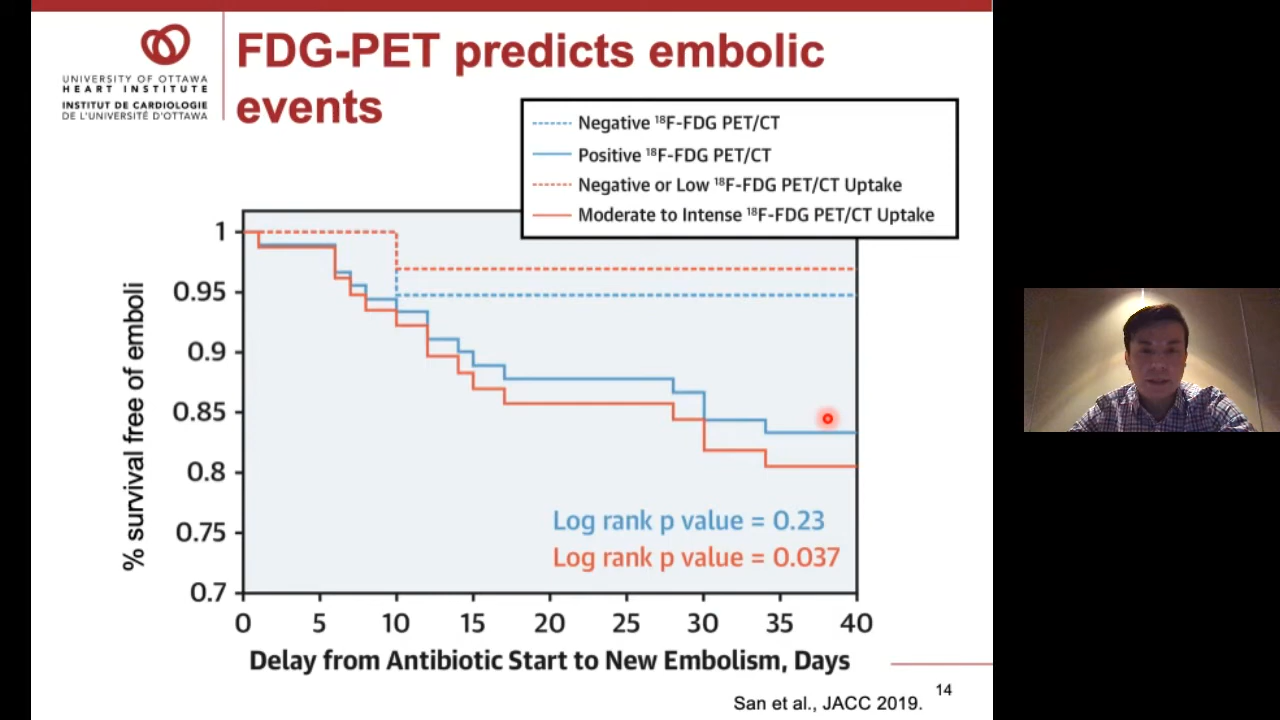 UNIVERSITY OF OTTAWA
HEART INSTITUTE
INSTITUT DE CARDIOLOGIE
DE L'UNIVERSITÉ D'OTTAWA
FDG-PET predicts embolic
events
Negative ¹⁸F-FDG PET/CT
Positive ¹⁸F-FDG PET/CT
Negative or Low ¹⁸F-FDG PET/CT Uptake
Moderate to Intense ¹⁸F-FDG PET/CT Uptake
% survival free of emboli
1
0.95
0.9
0.85
0.8
0.75
0.7
Log rank p value = 0.23
Log rank p value = 0.037
0 5 10 15 20 25 30 35 40
Delay from Antibiotic Start to New Embolism, Days
San et al., JACC 2019.
14